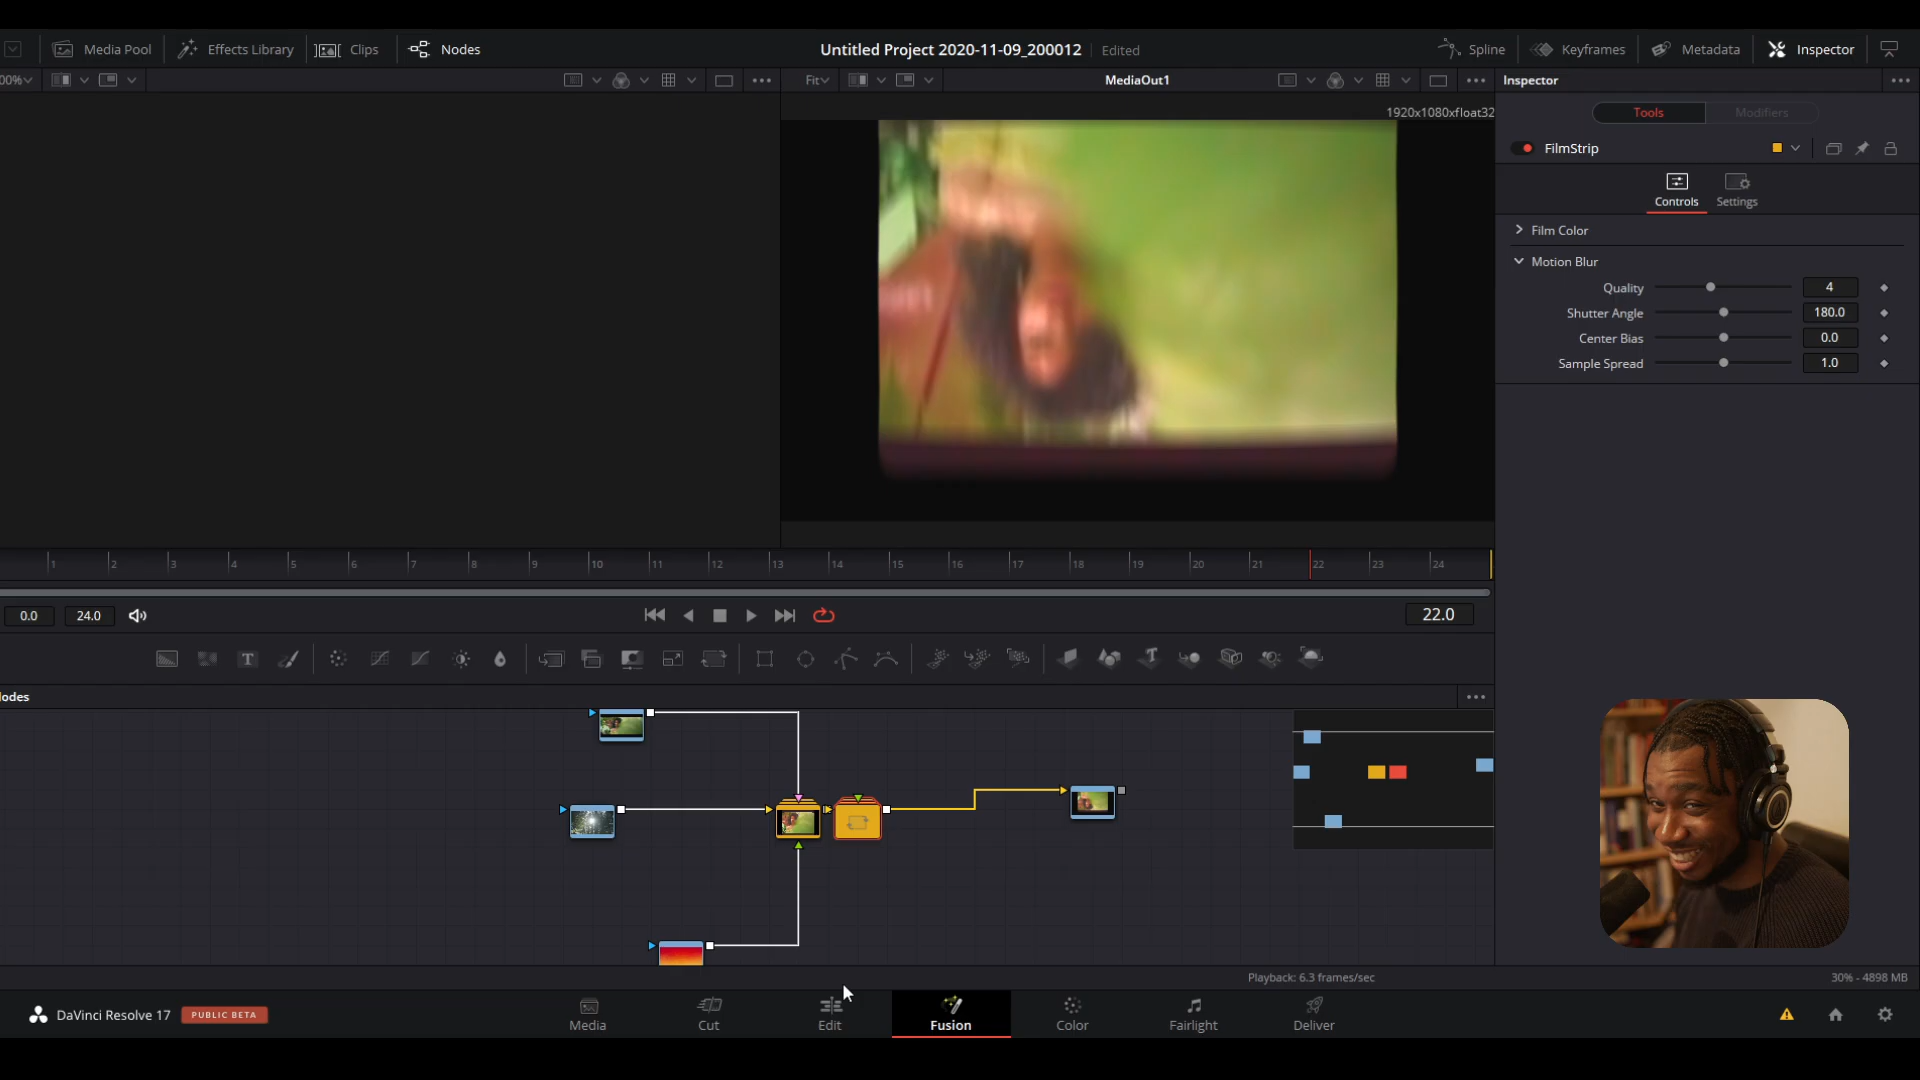 Media Pool Effects Library Clips Nodes Untitled Project 2020-11-09_200012 Edited Spline Keyframes Metadata Inspector
00% Fit MediaOut1 Inspector
1920x1080xfloat32 Tools Modifiers
FilmStrip
Controls Settings
Film Color
Motion Blur
Quality 4
Shutter Angle 180.0
Center Bias 0.0
Sample Spread 1.0
1 2 3 4 5 6 7 8 9 10 11 12 13 14 15 16 17 18 19 20 21 22 23 24
0.0 24.0 22.0
T T
lodes
Playback: 6.3 frames/sec 30% - 4898 MB
DaVinci Resolve 17 PUBLIC BETA Media Cut Edit Fusion Color Fairlight Deliver